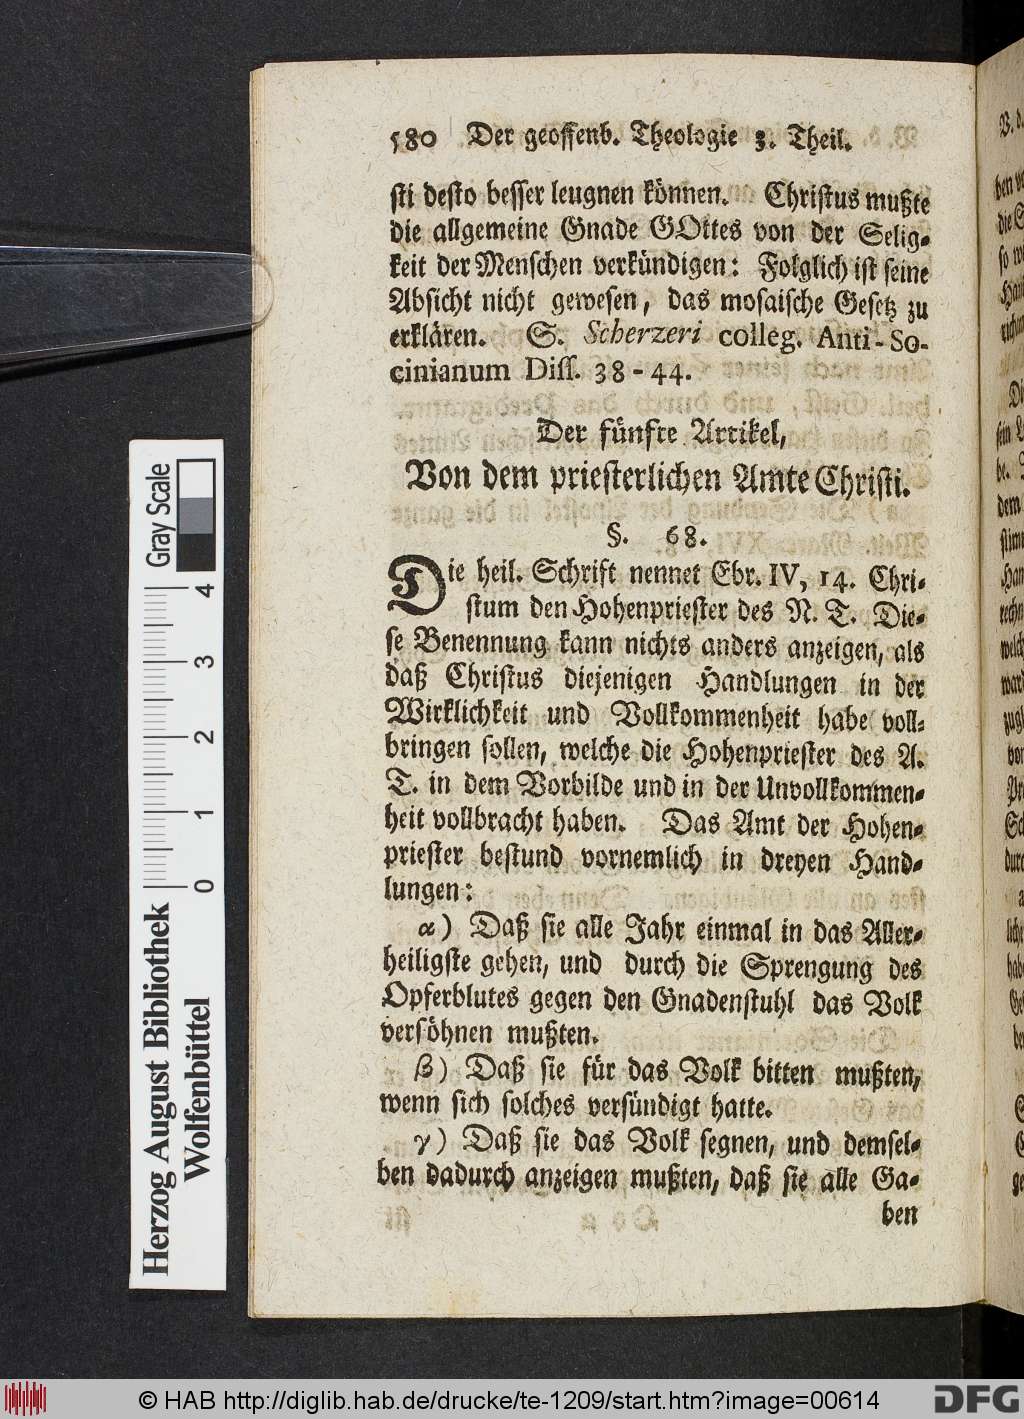 580 Der geoffenb. Theologie 3. Theil.
sti desto besser leugnen können. Christus mußte
die allgemeine Gnade GOttes von der Selig-
keit der Menschen verkündigen: Folglich ist seine
Absicht nicht gewesen, das mosaische Gesetz zu
erklären. S. Scherzeri colleg. Anti-So-
cinianum Diss. 38-44.
Der fünfte Artikel,
Von dem priesterlichen Amte Christi.
§. 68.
Die heil. Schrift nennet Ebr. IV, 14. Chri-
stum den Hohenpriester des N. T. Die-
se Benennung kann nichts anders anzeigen, als
daß Christus diejenigen Handlungen in der
Wirklichkeit und Vollkommenheit habe voll-
bringen sollen, welche die Hohenpriester des A.
T. in dem Vorbilde und in der Unvollkommen-
heit vollbracht haben. Das Amt der Hohen-
priester bestund vornemlich in dreyen Hand-
lungen:
α) Daß sie alle Jahr einmal in das Aller-
heiligste gehen, und durch die Sprengung des
Opferblutes gegen den Gnadenstuhl das Volk
versöhnen mußten.
β) Daß sie für das Volk bitten mußten,
wenn sich solches versündigt hatte.
γ) Daß sie das Volk segnen, und demsel-
ben dadurch anzeigen mußten, daß sie alle Ga-
ben
Herzog August Bibliothek
Wolfenbüttel
0 1 2 3 4
Gray Scale
© HAB http://diglib.hab.de/drucke/te-1209/start.htm?image=00614
DFG